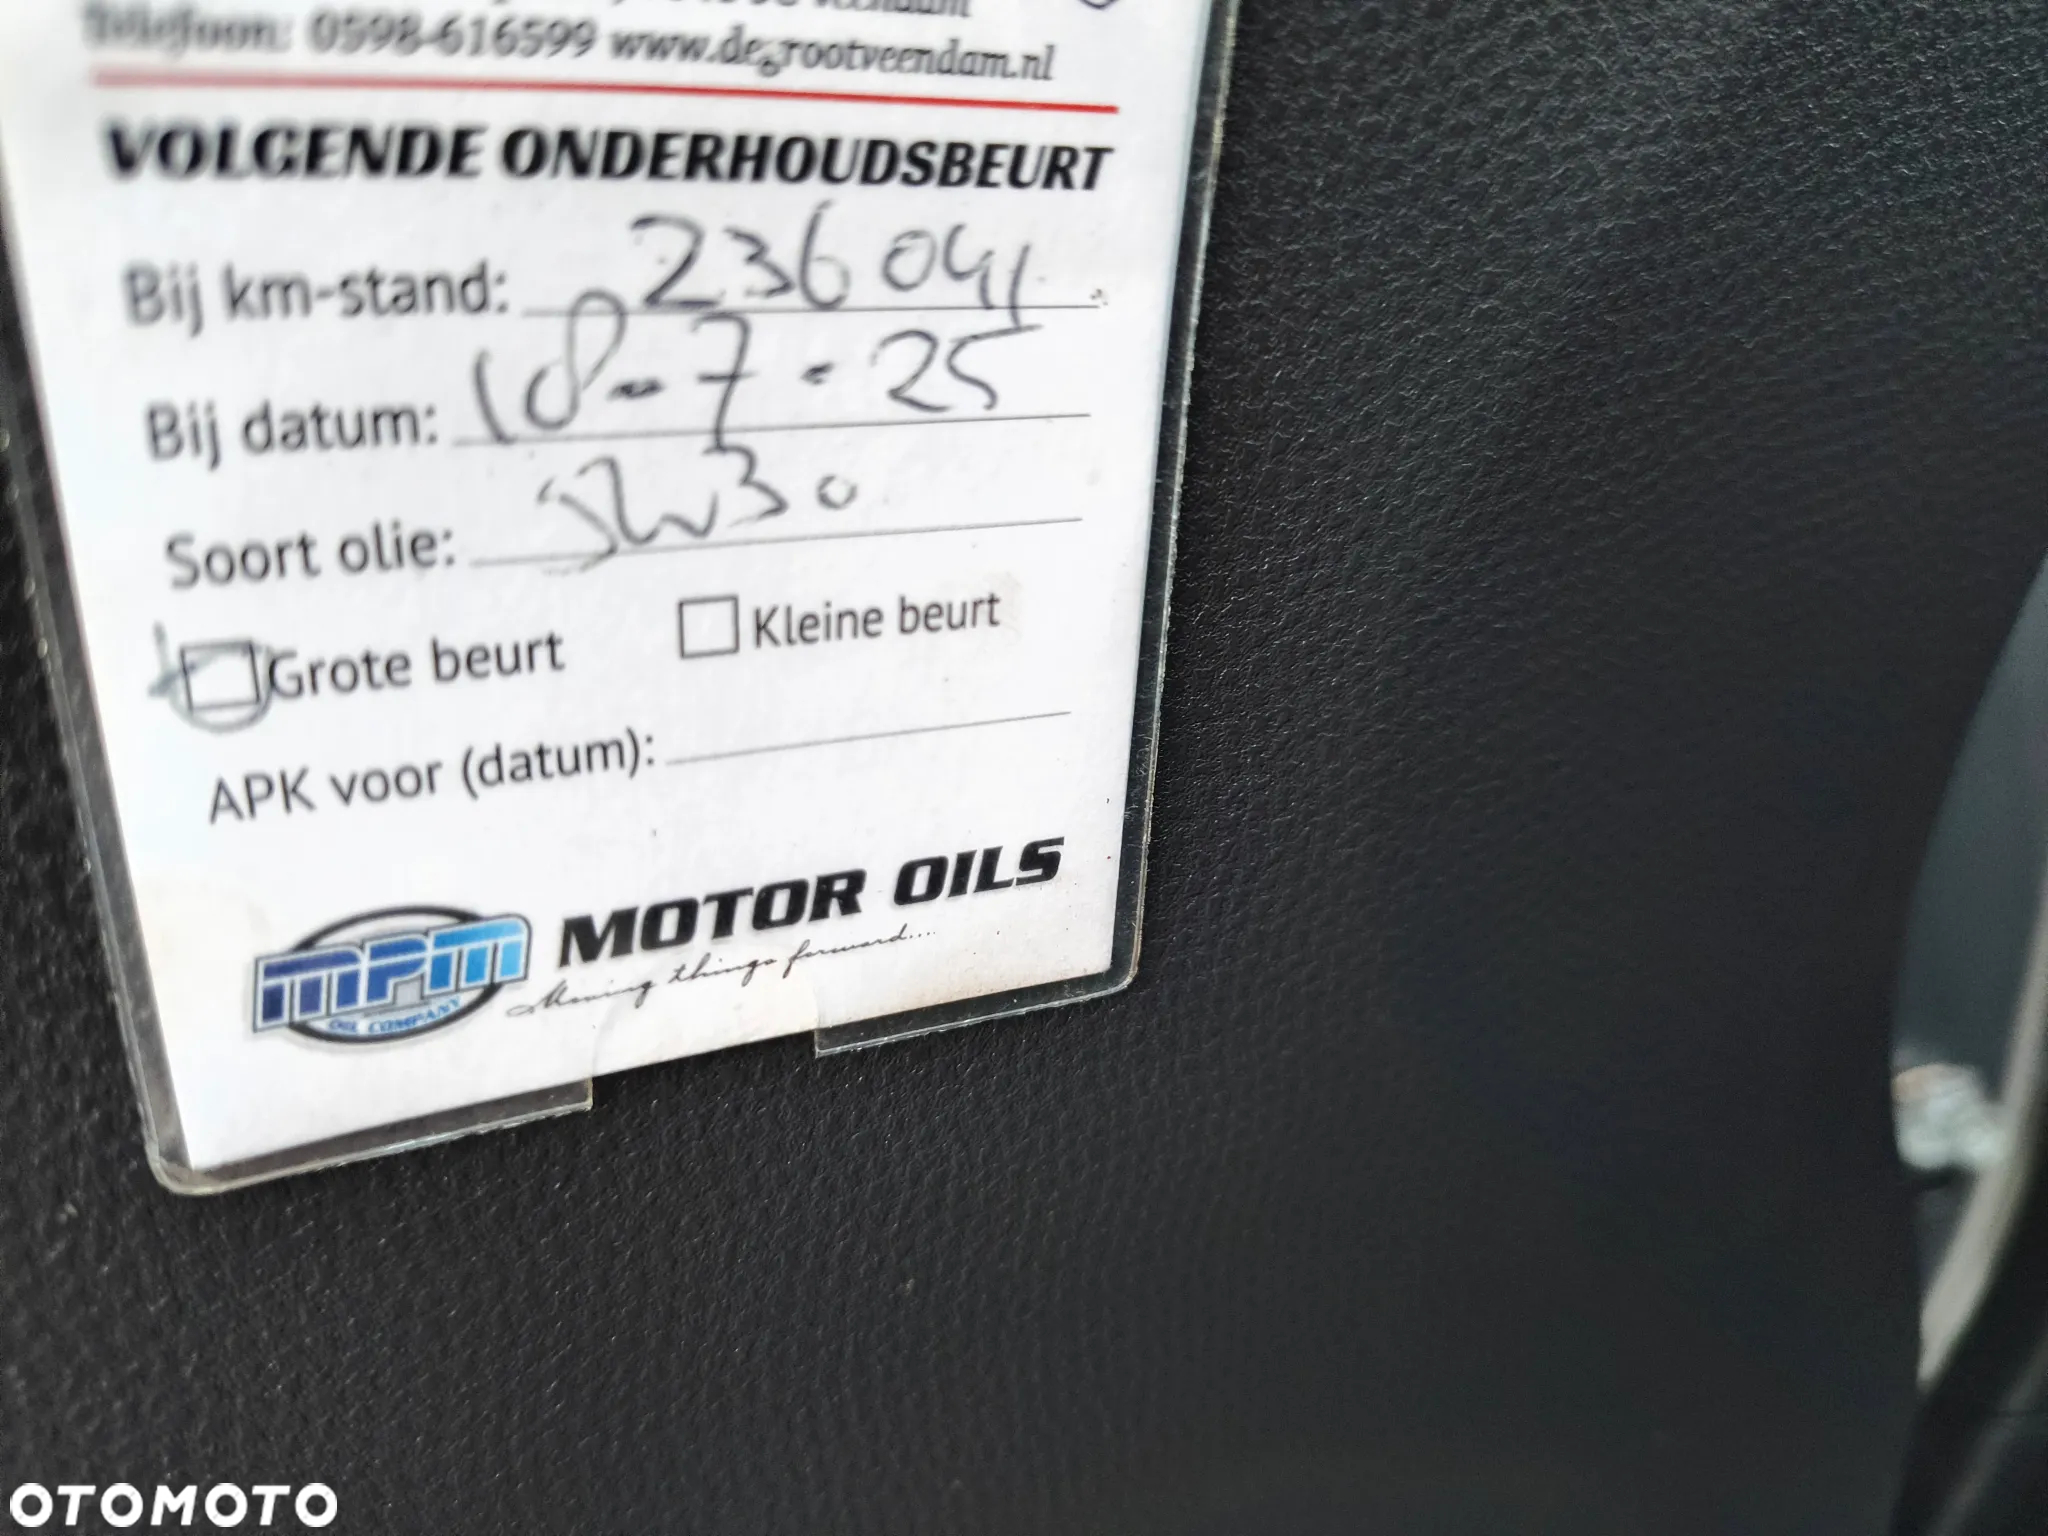 Telefoon: 0598-616599 www.degrootveendam.nl
VOLGENDE ONDERHOUDSBEURT
Bij km-stand: 236041
Bij datum: 18-7-25
Soort olie: 5W30
Grote beurt Kleine beurt
APK voor (datum):
MPM OIL COMPANY MOTOR OILS
Moving things forward....
OTOMOTO